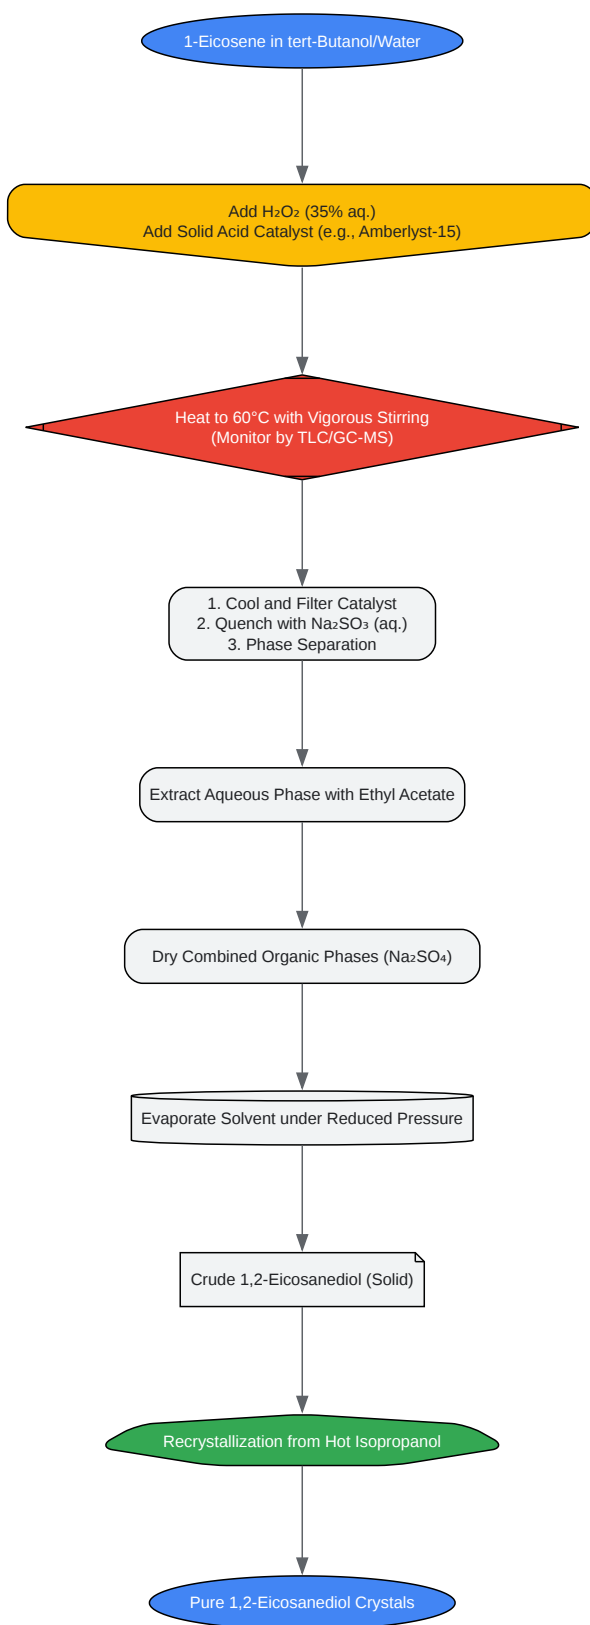 1-Eicosene in tert-Butanol/Water
Add H₂O₂ (35% aq.)
Add Solid Acid Catalyst (e.g., Amberlyst-15)
Heat to 60°C with Vigorous Stirring
(Monitor by TLC/GC-MS)
1. Cool and Filter Catalyst
2. Quench with Na₂SO₃ (aq.)
3. Phase Separation
Extract Aqueous Phase with Ethyl Acetate
Dry Combined Organic Phases (Na₂SO₄)
Evaporate Solvent under Reduced Pressure
Crude 1,2-Eicosanediol (Solid)
Recrystallization from Hot Isopropanol
Pure 1,2-Eicosanediol Crystals